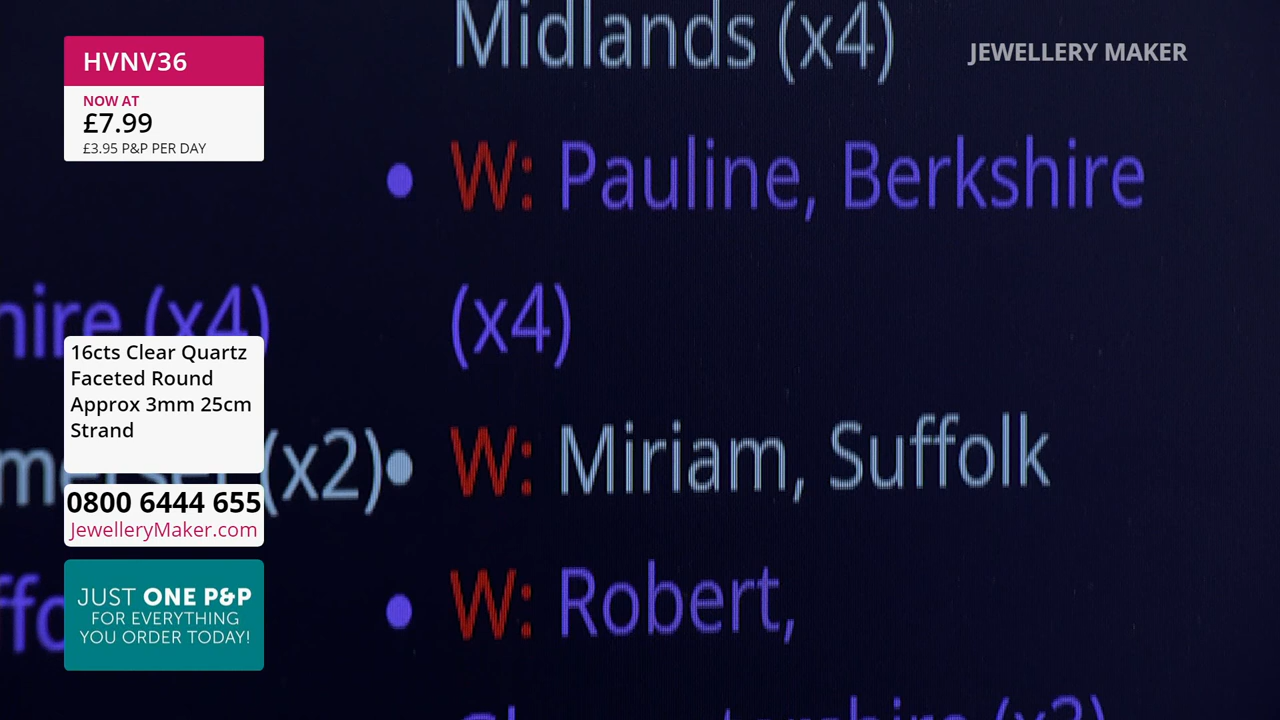 HVNV36
NOW AT
£7.99
£3.95 P&P PER DAY
JEWELLERY MAKER
Midlands (x4)
• W: Pauline, Berkshire
(x4)
(x4)
(x2)
• W: Miriam, Suffolk
• W: Robert,
16cts Clear Quartz
Faceted Round
Approx 3mm 25cm
Strand
0800 6444 655
JewelleryMaker.com
JUST ONE P&P
FOR EVERYTHING
YOU ORDER TODAY!